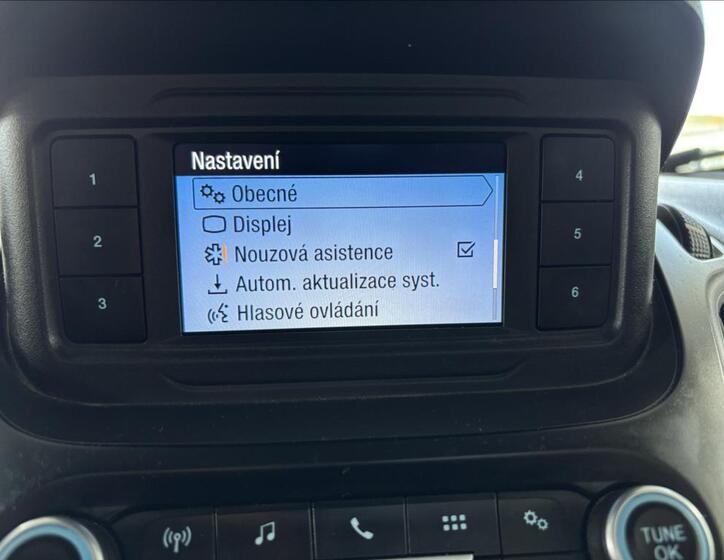 Nastavení
1
Obecné
4
Displej
2
Nouzová asistence
5
Autom. aktualizace syst.
3
Hlasové ovládání
6
TUNE
OK